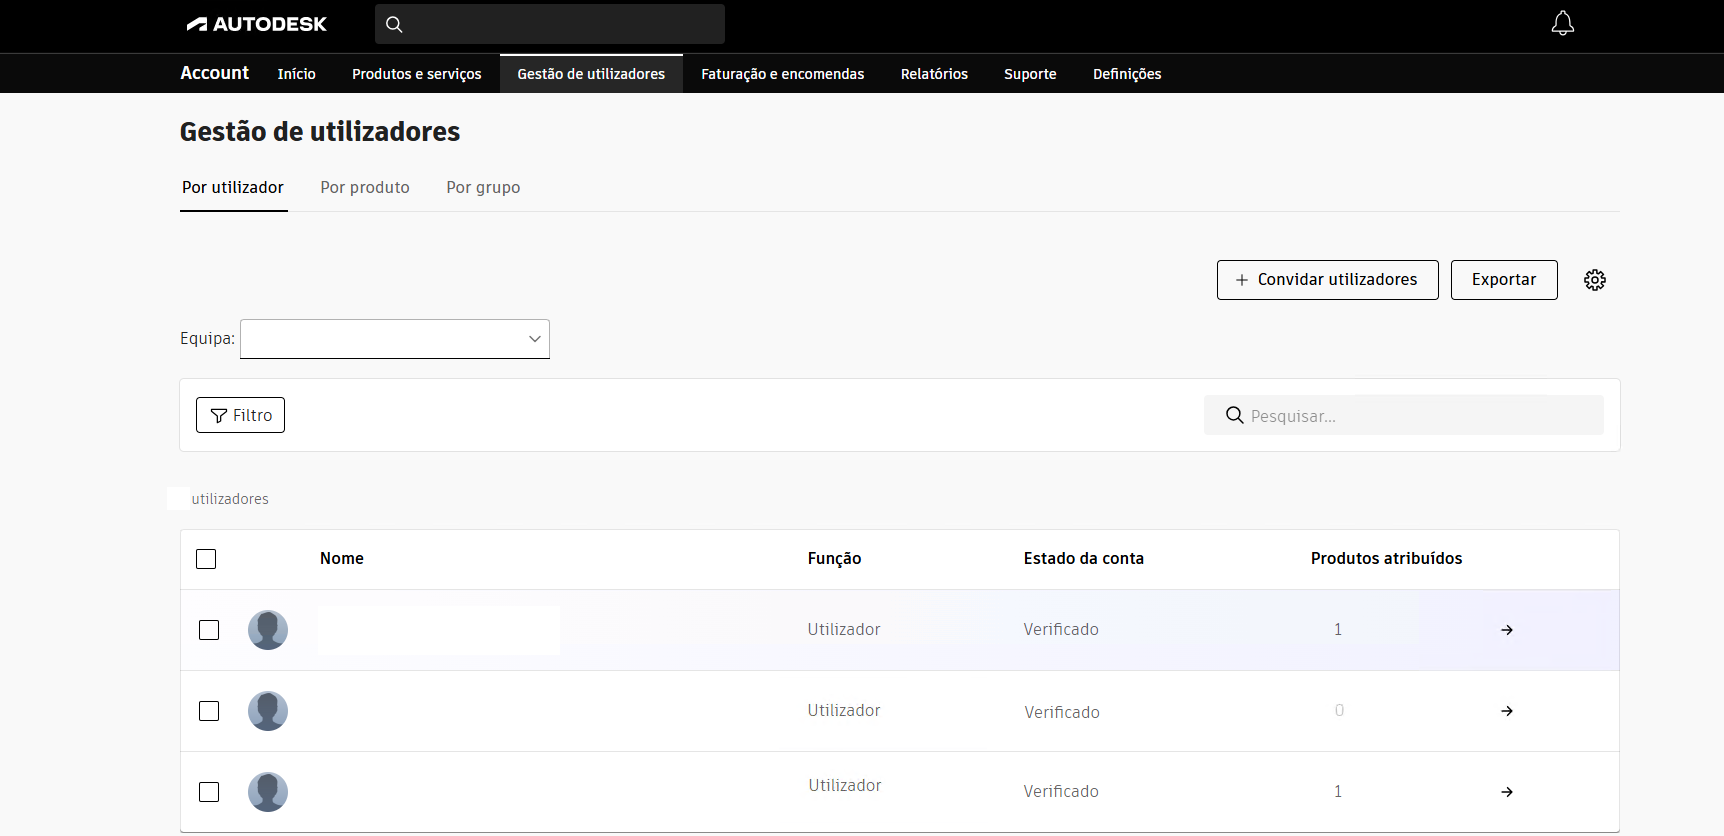 AUTODESK
Account Início Produtos e serviços Gestão de utilizadores Faturação e encomendas Relatórios Suporte Definições
Gestão de utilizadores
Por utilizador Por produto Por grupo
+ Convidar utilizadores Exportar
Equipa:
Filtro Pesquisar...
utilizadores
Nome Função Estado da conta Produtos atribuídos
Utilizador Verificado 1
Utilizador Verificado 0
Utilizador Verificado 1